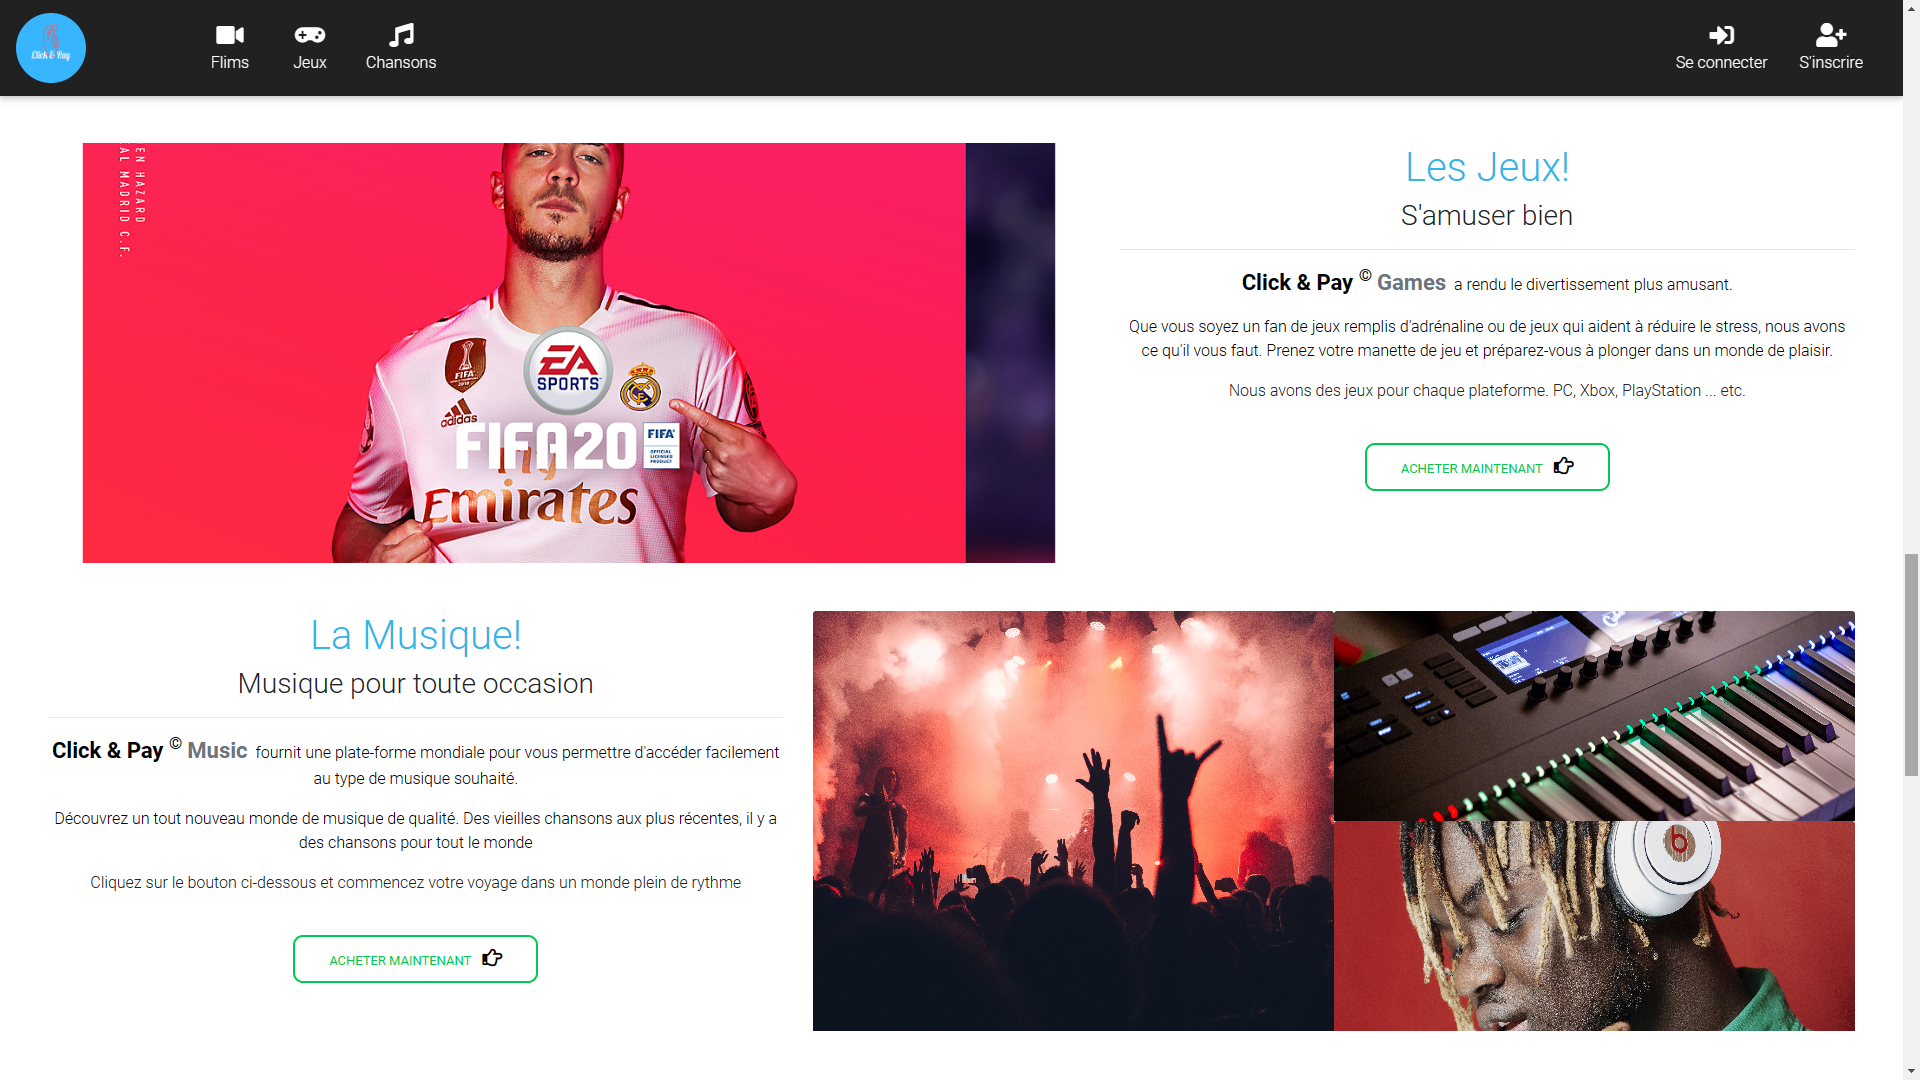 Click & Pay
Flims
Jeux
Chansons
Se connecter
S'inscrire
EN HAZARD
AL MADRID C.F.
FIFA
2018
adidas
EA
SPORTS
FIFA20
FIFA
OFFICIAL
LICENSED
PRODUCT
Fly
Emirates
Les Jeux!
S'amuser bien
Click & Pay © Games a rendu le divertissement plus amusant.
Que vous soyez un fan de jeux remplis d'adrénaline ou de jeux qui aident à réduire le stress, nous avons
ce qu'il vous faut. Prenez votre manette de jeu et préparez-vous à plonger dans un monde de plaisir.
Nous avons des jeux pour chaque plateforme. PC, Xbox, PlayStation ... etc.
ACHETER MAINTENANT
La Musique!
Musique pour toute occasion
Click & Pay © Music fournit une plate-forme mondiale pour vous permettre d'accéder facilement
au type de musique souhaité.
Découvrez un tout nouveau monde de musique de qualité. Des vieilles chansons aux plus récentes, il y a
des chansons pour tout le monde
Cliquez sur le bouton ci-dessous et commencez votre voyage dans un monde plein de rythme
ACHETER MAINTENANT
b